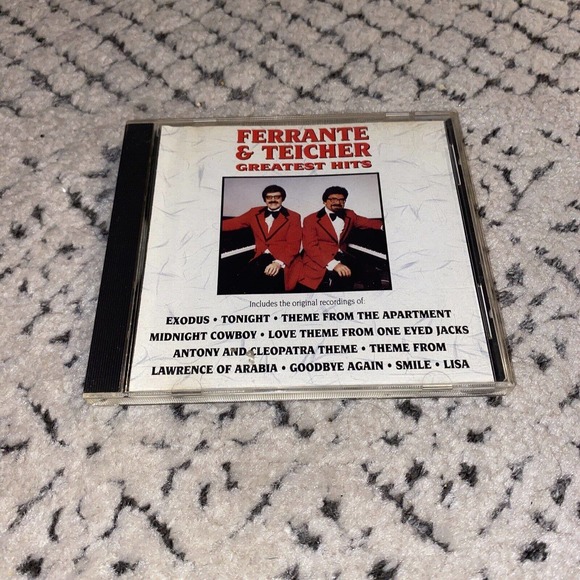 FERRANTE
& TEICHER
GREATEST HITS
Includes the original recordings of:
EXODUS • TONIGHT • THEME FROM THE APARTMENT
MIDNIGHT COWBOY • LOVE THEME FROM ONE EYED JACKS
ANTONY AND CLEOPATRA THEME • THEME FROM
LAWRENCE OF ARABIA • GOODBYE AGAIN • SMILE • LISA